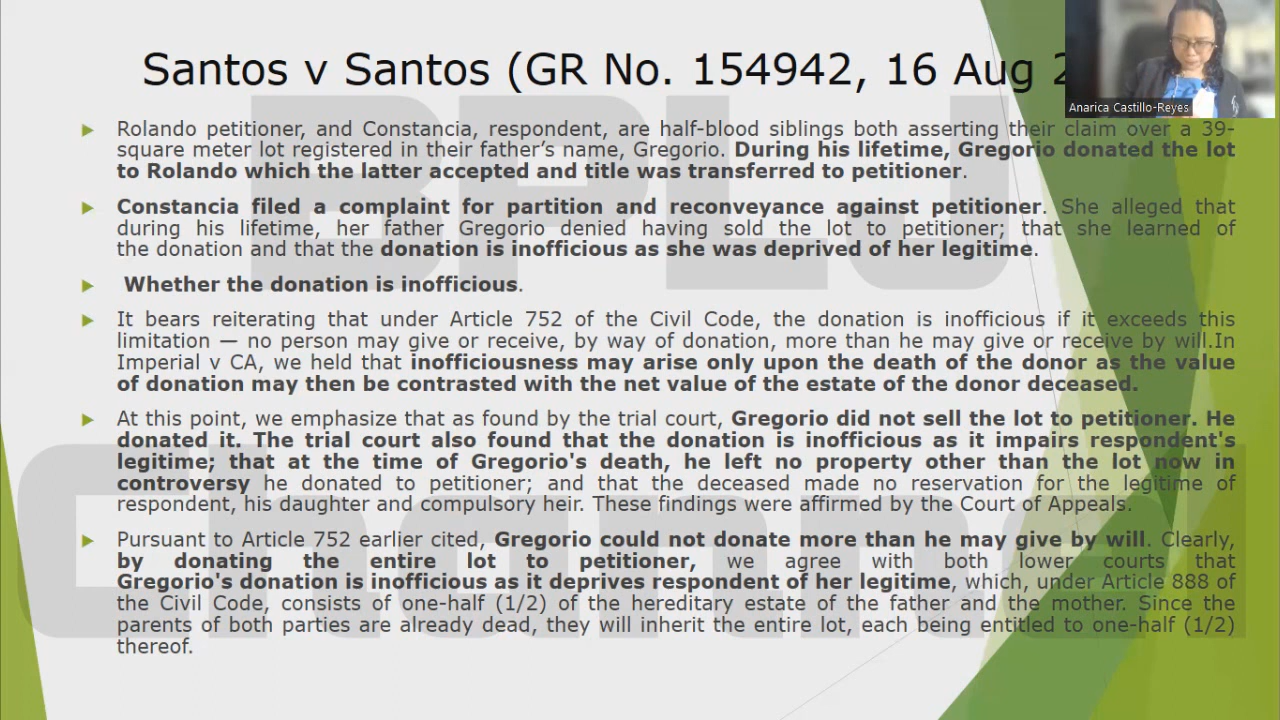 Santos v Santos (GR No. 154942, 16 Aug 2
Anarica Castillo-Reyes
Rolando petitioner, and Constancia, respondent, are half-blood siblings both asserting their claim over a 39-
square meter lot registered in their father's name, Gregorio. During his lifetime, Gregorio donated the lot
to Rolando which the latter accepted and title was transferred to petitioner.
Constancia filed a complaint for partition and reconveyance against petitioner. She alleged that
during his lifetime, her father Gregorio denied having sold the lot to petitioner; that she learned of
the donation and that the donation is inofficious as she was deprived of her legitime.
Whether the donation is inofficious.
It bears reiterating that under Article 752 of the Civil Code, the donation is inofficious if it exceeds this
limitation — no person may give or receive, by way of donation, more than he may give or receive by will.In
Imperial v CA, we held that inofficiousness may arise only upon the death of the donor as the value
of donation may then be contrasted with the net value of the estate of the donor deceased.
At this point, we emphasize that as found by the trial court, Gregorio did not sell the lot to petitioner. He
donated it. The trial court also found that the donation is inofficious as it impairs respondent's
legitime; that at the time of Gregorio's death, he left no property other than the lot now in
controversy he donated to petitioner; and that the deceased made no reservation for the legitime of
respondent, his daughter and compulsory heir. These findings were affirmed by the Court of Appeals.
Pursuant to Article 752 earlier cited, Gregorio could not donate more than he may give by will. Clearly,
by donating the entire lot to petitioner, we agree with both lower courts that
Gregorio's donation is inofficious as it deprives respondent of her legitime, which, under Article 888 of
the Civil Code, consists of one-half (1/2) of the hereditary estate of the father and the mother. Since the
parents of both parties are already dead, they will inherit the entire lot, each being entitled to one-half (1/2)
thereof.
BPLU
Channel